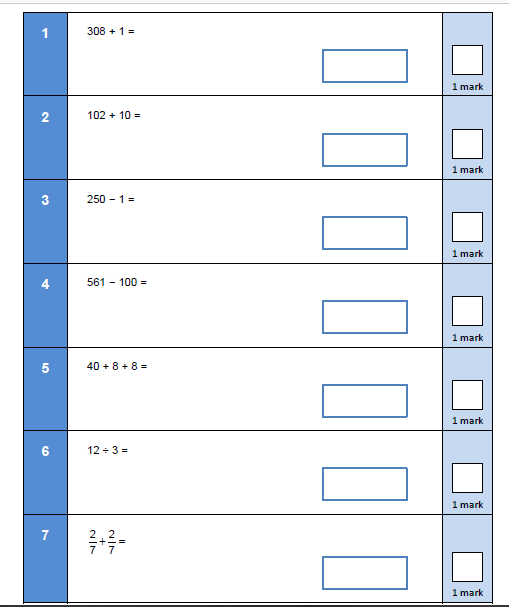 1 308 + 1 =
1 mark
2 102 + 10 =
1 mark
3 250 − 1 =
1 mark
4 561 − 100 =
1 mark
5 40 + 8 + 8 =
1 mark
6 12 ÷ 3 =
1 mark
7 2/7 + 2/7 =
1 mark